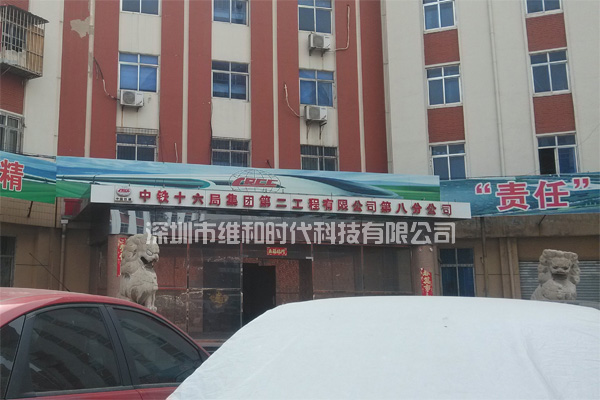 精
"责任"
中铁十六局集团第二工程有限公司第八分公司
深圳市维和时代科技有限公司